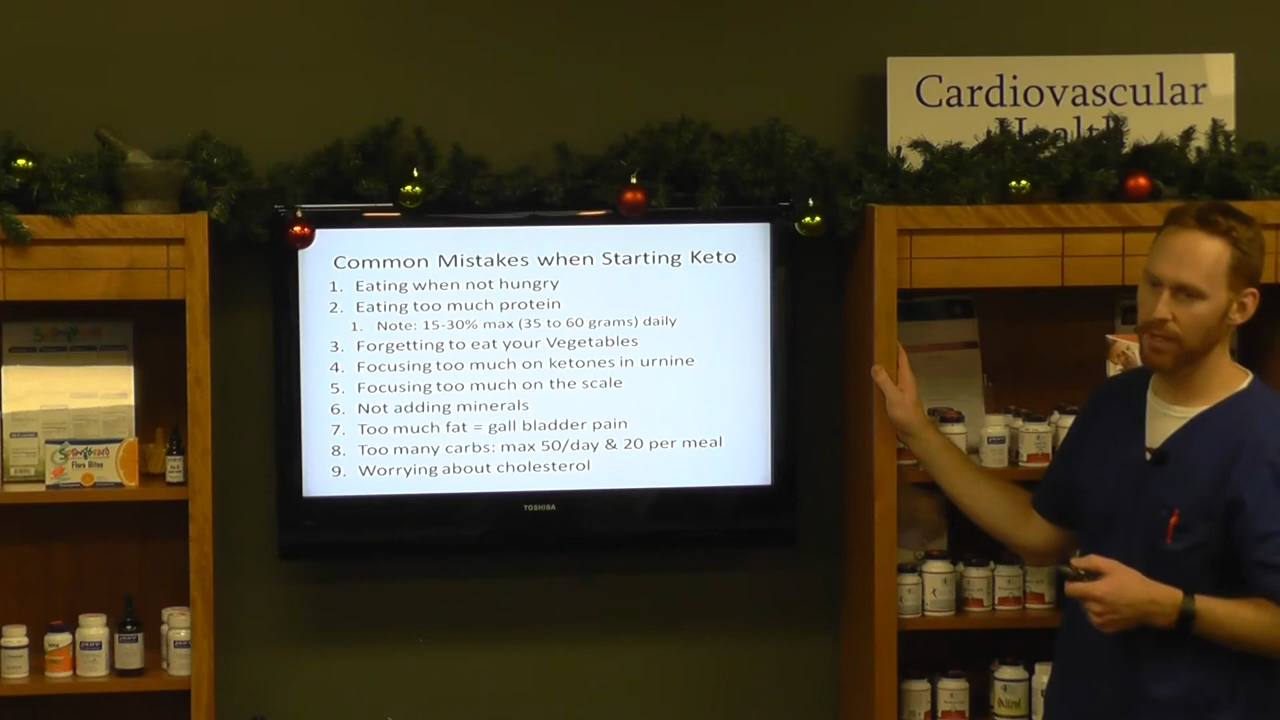 Cardiovascular
Health
Common Mistakes when Starting Keto
1. Eating when not hungry
2. Eating too much protein
1. Note: 15-30% max (35 to 60 grams) daily
3. Forgetting to eat your Vegetables
4. Focusing too much on ketones in urnine
5. Focusing too much on the scale
6. Not adding minerals
7. Too much fat = gall bladder pain
8. Too many carbs: max 50/day & 20 per meal
9. Worrying about cholesterol
TOSHIBA
Flora Bites